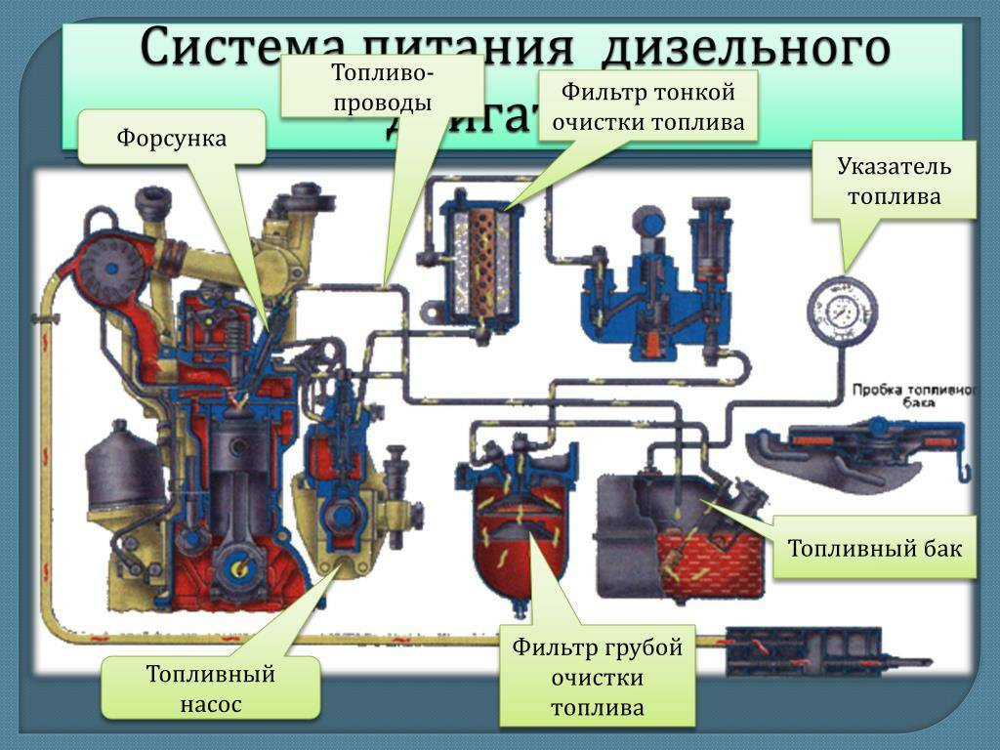 Система питания дизельного
Топливо-
проводы
Фильтр тонкой
очистки топлива
Форсунка
Указатель
топлива
Пробка топливног
бака
Топливный бак
Фильтр грубой
очистки
топлива
Топливный
насос